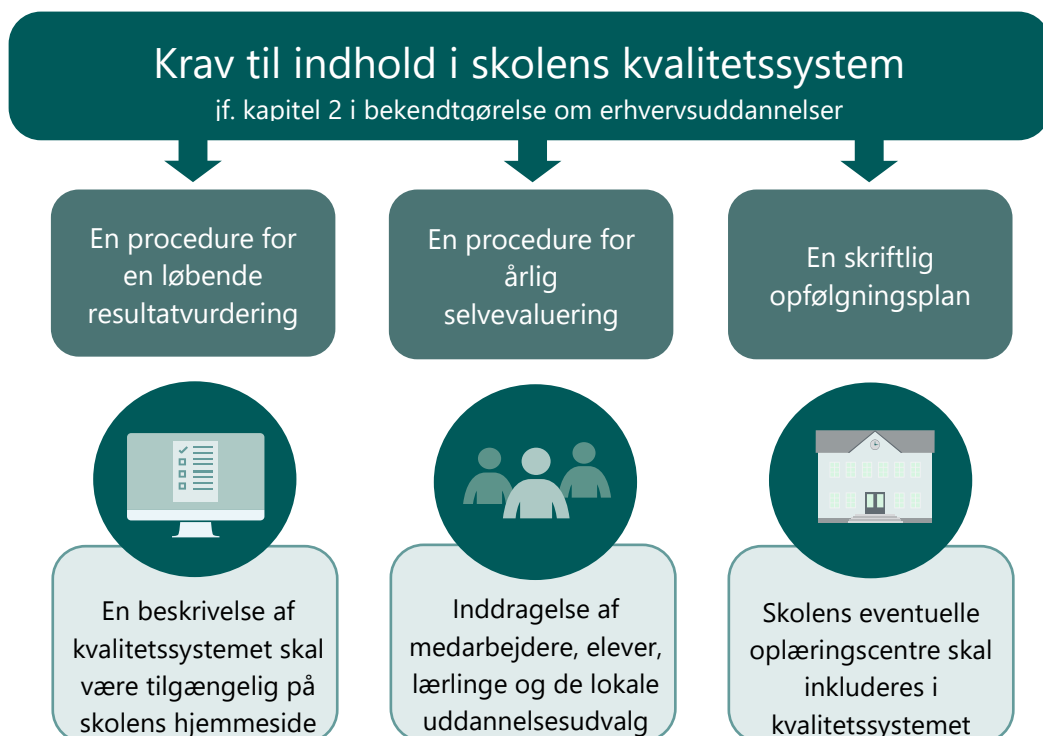 Krav til indhold i skolens kvalitetssystem
jf. kapitel 2 i bekendtgørelse om erhvervsuddannelser
En procedure for
en løbende
resultatvurdering
En procedure for
årlig
selvevaluering
En skriftlig
opfølgningsplan
En beskrivelse af
kvalitetssystemet skal
være tilgængelig på
skolens hjemmeside
Inddragelse af
medarbejdere, elever,
lærlinge og de lokale
uddannelsesudvalg
Skolens eventuelle
oplæringscentre skal
inkluderes i
kvalitetssystemet